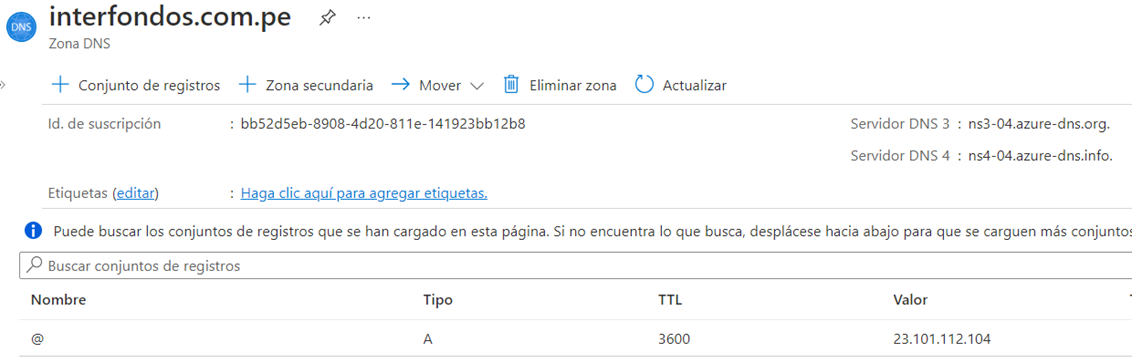 interfondos.com.pe
DNS
Zona DNS
Conjunto de registros Zona secundaria Mover Eliminar zona Actualizar
Id. de suscripción : bb52d5eb-8908-4d20-811e-141923bb12b8 Servidor DNS 3 : ns3-04.azure-dns.org.
Servidor DNS 4 : ns4-04.azure-dns.info.
Etiquetas (editar) : Haga clic aquí para agregar etiquetas.
Puede buscar los conjuntos de registros que se han cargado en esta página. Si no encuentra lo que busca, desplácese hacia abajo para que se carguen más conjuntos
Buscar conjuntos de registros
Nombre Tipo TTL Valor
@ A 3600 23.101.112.104